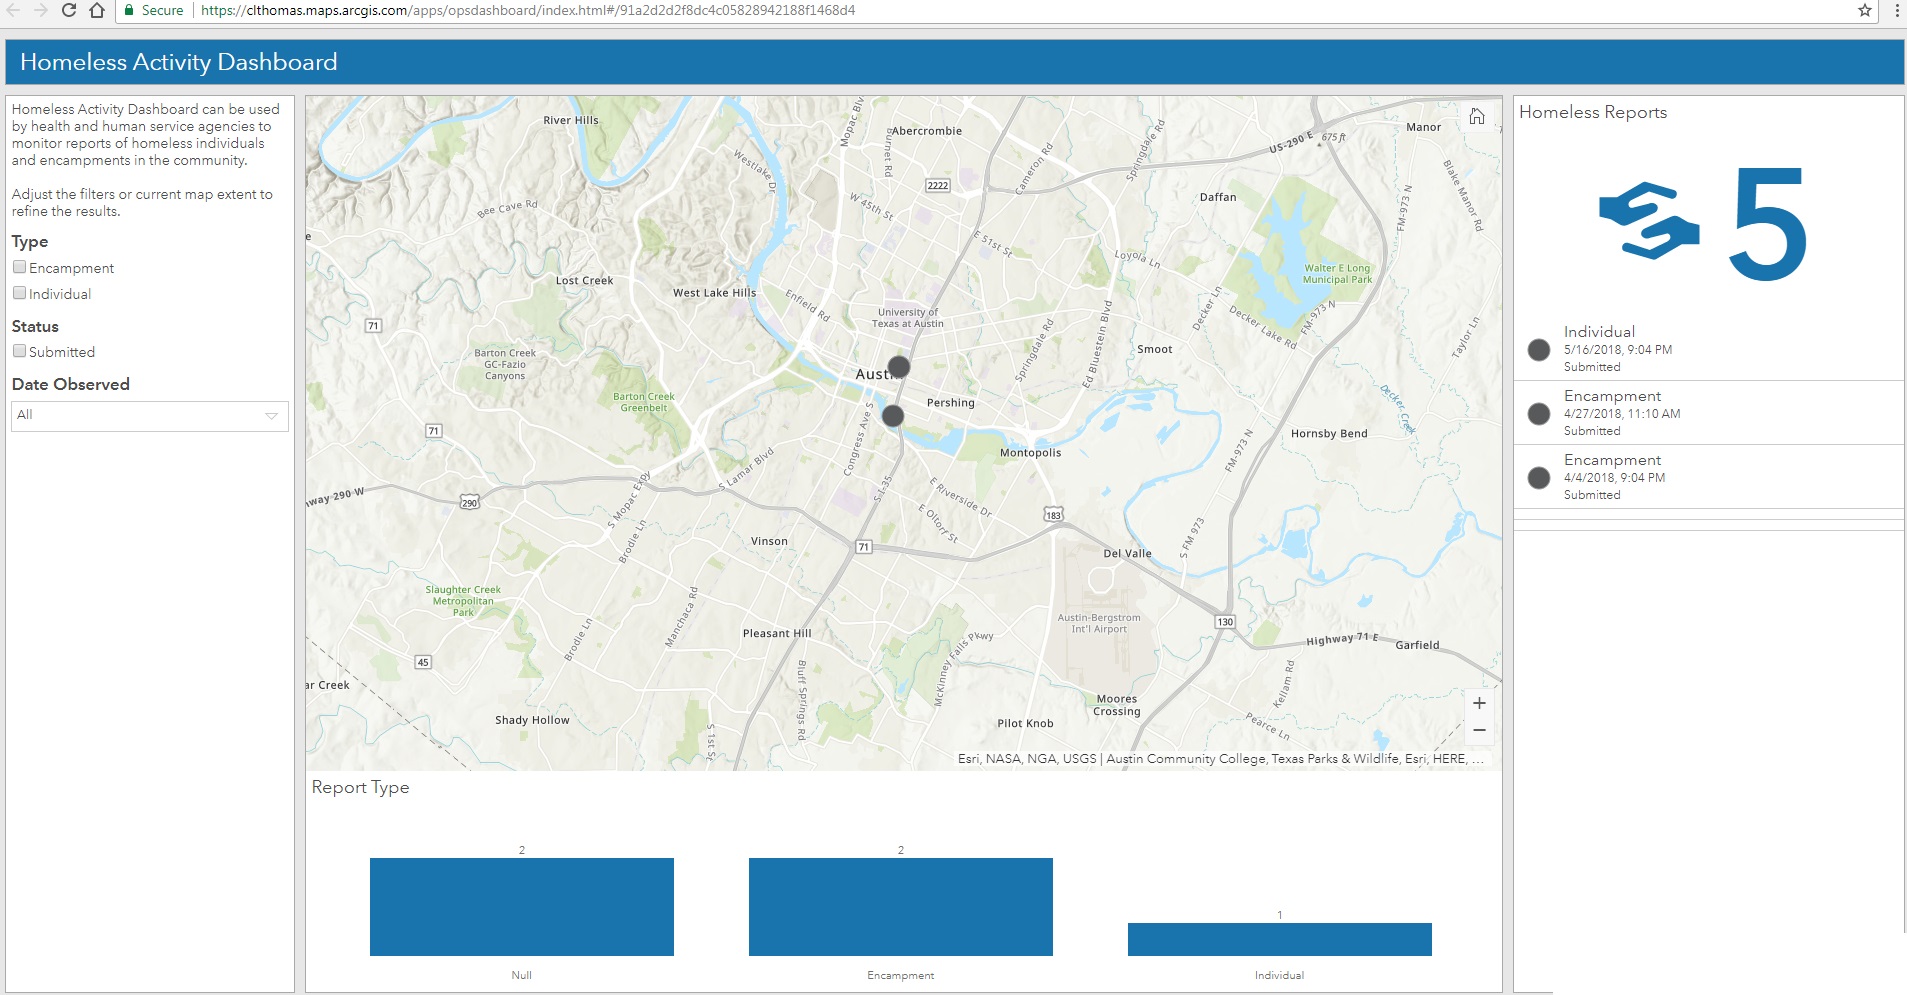 Secure
https://clthomas.maps.arcgis.com/apps/opsdashboard/index.html#/91a2d2d2f8dc4c05828942188f1468d4
Homeless Activity Dashboard
Homeless Activity Dashboard can be used
by health and human service agencies to
monitor reports of homeless individuals
and encampments in the community.
Adjust the filters or current map extent to
refine the results.
Type
Encampment
Individual
Status
Submitted
Date Observed
All
River Hills
Mopac Blv
Burnet Rd
Abercrombie
Cameron Rd
Springdale Rd
US-290 E
675 ft
Manor
Blake Manor Rd
Westlake Dr
2222
W 45th St
Bee Cave Rd
Daffan
FM-973 N
E 51st St
Loyola Ln
e
Lost Creek
West Lake Hills
Enfield Rd
Walter E Long
Municipal Park
Decker Ln
Decker Lake Rd
FM-973 N
University of
Texas at Austin
Springdale Rd
Ed Bluestein Blvd
Taylor Ln
71
Barton Creek
GC-Fazio
Canyons
Smoot
Aust
Barton Creek
Greenbelt
Pershing
Decker Creek
71
Congress Ave S
Hornsby Bend
Montopolis
FM-973 N
S Lamar Blvd
hway 290 W
290
S Mopac Expy
S I-35
E Riverside Dr
E Oltorf St
183
Brodie Ln
Vinson
71
Del Valle
S FM 973
Slaughter Creek
Metropolitan
Park
Manchaca Rd
Austin-Bergstrom
Int'l Airport
130
Brodie Ln
Pleasant Hill
Highway 71 E
Garfield
45
Bluff Springs Rd
McKinney Falls Pkwy
Kellam Rd
ar Creek
Moores
Crossing
Shady Hollow
S 1st St
Pilot Knob
Pearce Ln
+
−
Esri, NASA, NGA, USGS | Austin Community College, Texas Parks & Wildlife, Esri, HERE, ...
Report Type
2
2
1
Null
Encampment
Individual
Homeless Reports
5
Individual
5/16/2018, 9:04 PM
Submitted
Encampment
4/27/2018, 11:10 AM
Submitted
Encampment
4/4/2018, 9:04 PM
Submitted